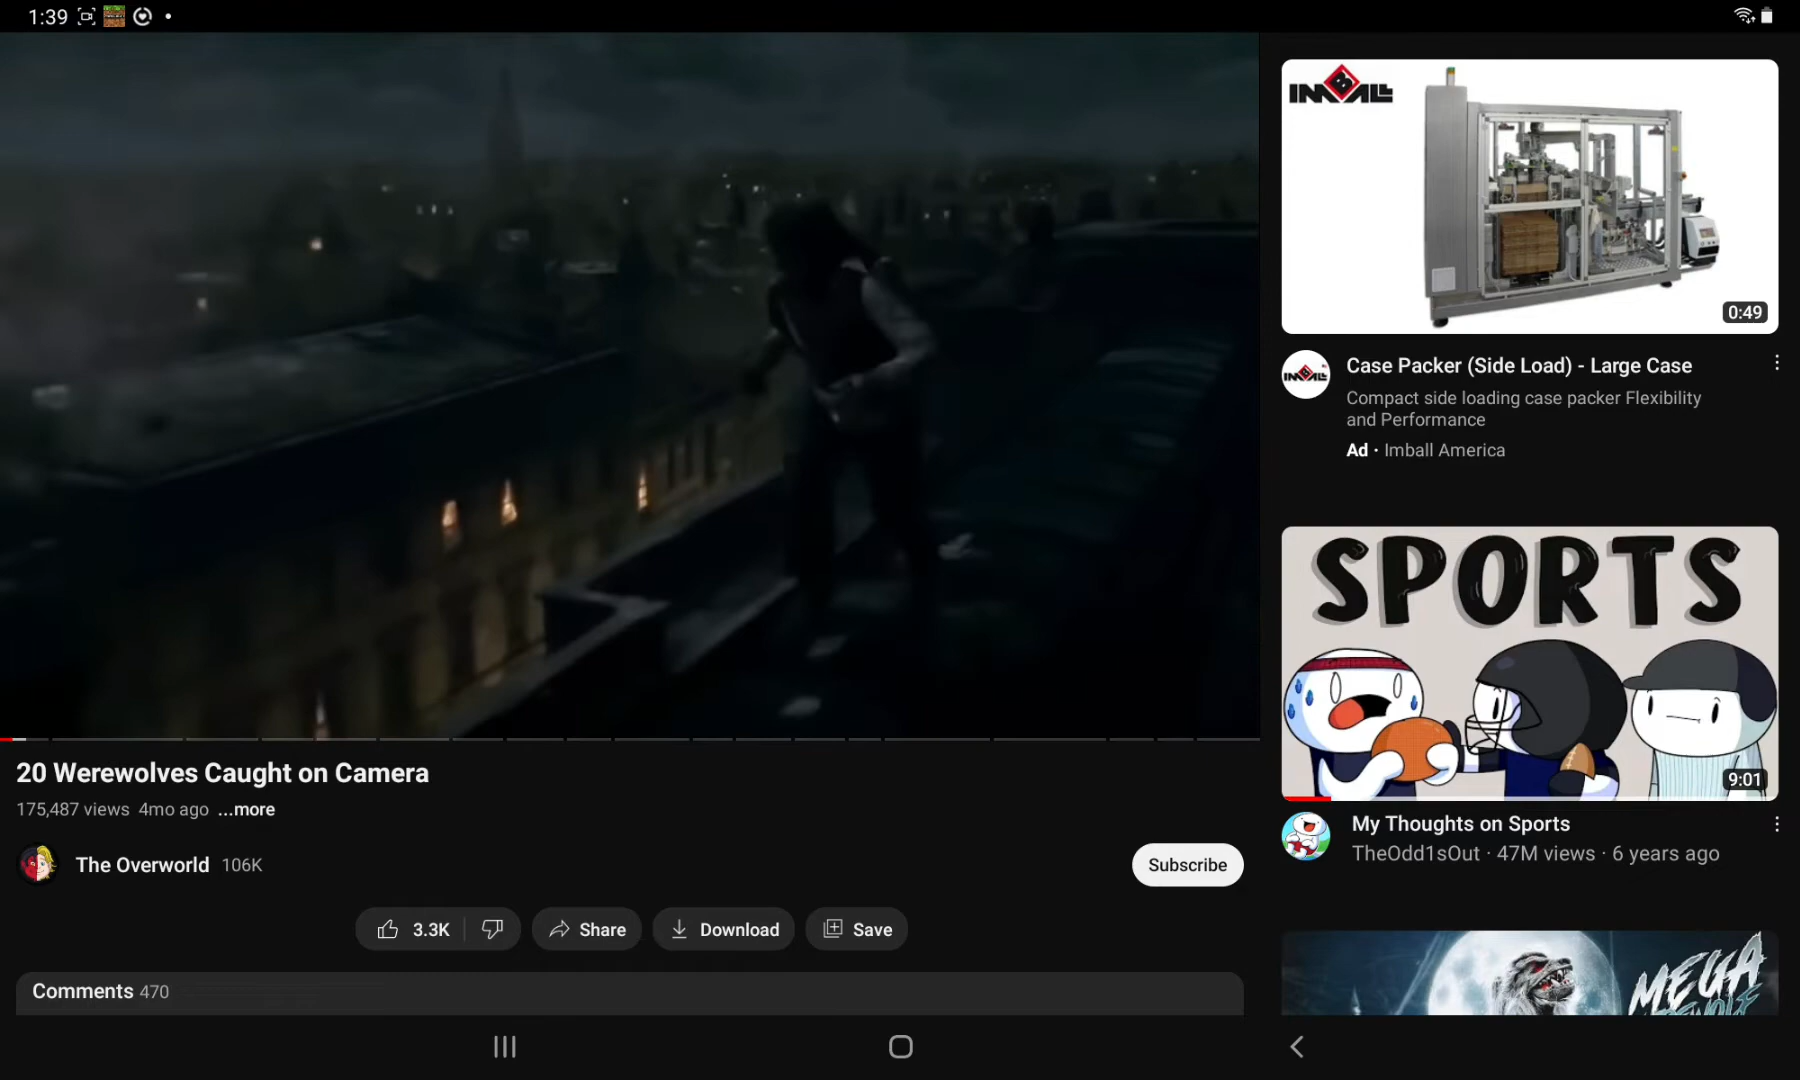 1:39
IMBALL
0:49
Case Packer (Side Load) - Large Case
Compact side loading case packer Flexibility
and Performance
Ad · Imball America
SPORTS
9:01
My Thoughts on Sports
TheOdd1sOut · 47M views · 6 years ago
MEGA
20 Werewolves Caught on Camera
175,487 views 4mo ago ...more
The Overworld 106K
Subscribe
3.3K
Share
Download
Save
Comments 470